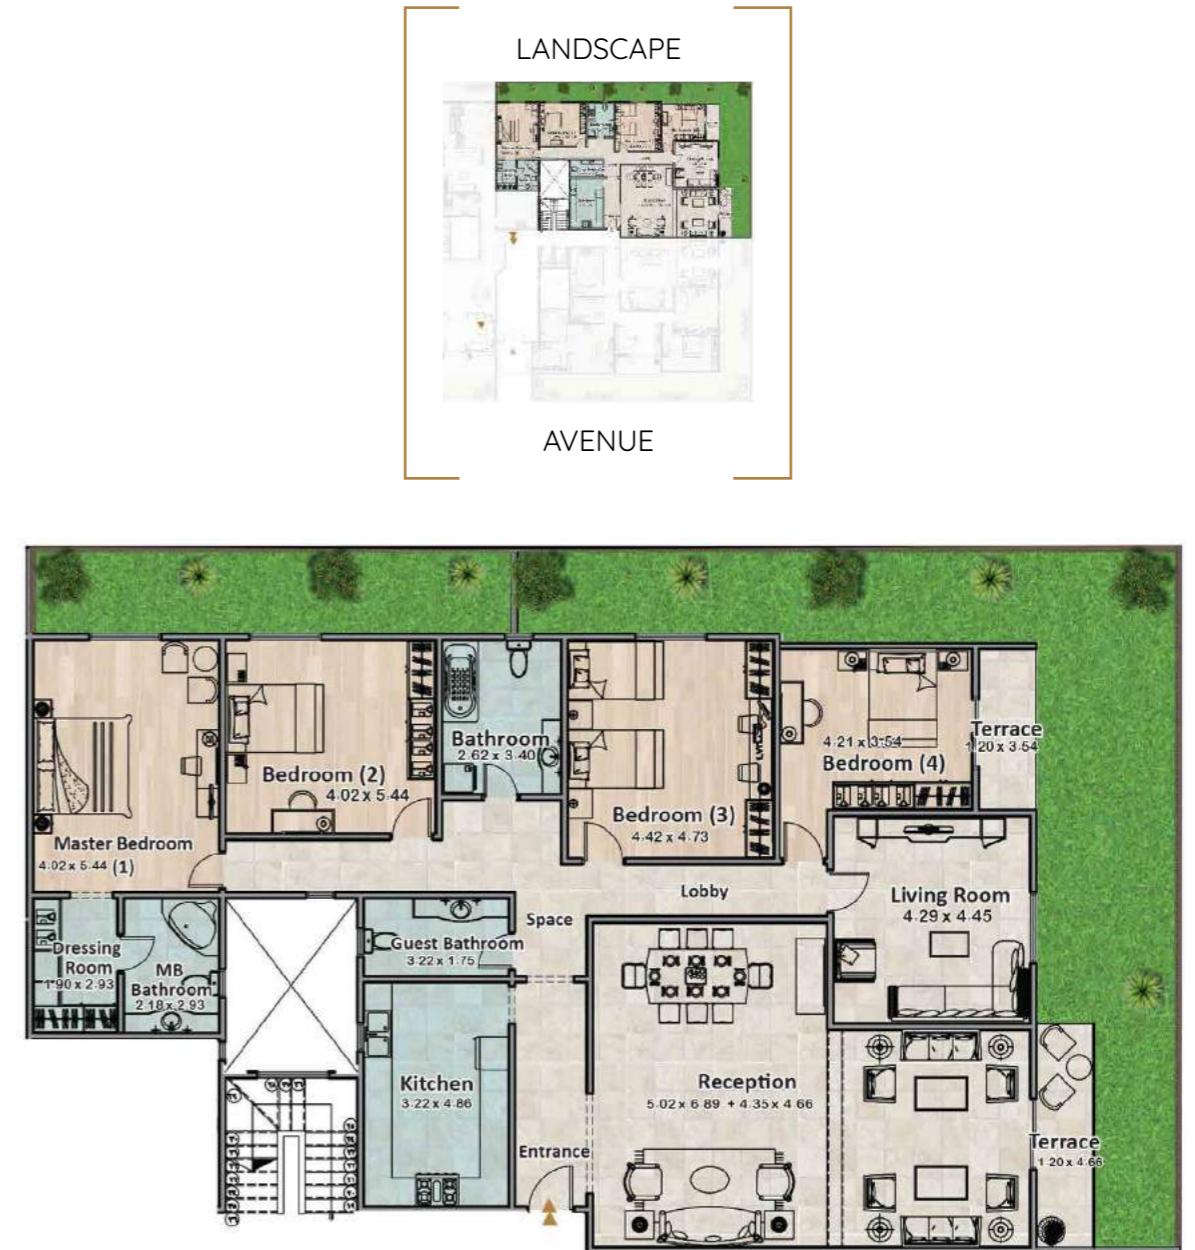 LANDSCAPE
AVENUE
Bathroom
2.62 x 3.40
Terrace
1.20 x 3.54
4.21 x 3.54
Bedroom (4)
Bedroom (2)
4.02 x 5.44
Bedroom (3)
4.42 x 4.73
Master Bedroom
4.02 x 5.44 (1)
Lobby
Living Room
4.29 x 4.45
Space
Guest Bathroom
3.22 x 1.75
Dressing
Room
1.90 x 2.93
MB
Bathroom
2.18 x 2.93
Kitchen
3.22 x 4.86
Reception
5.02 x 6.89 + 4.35 x 4.66
Entrance
Terrace
1.20 x 4.66